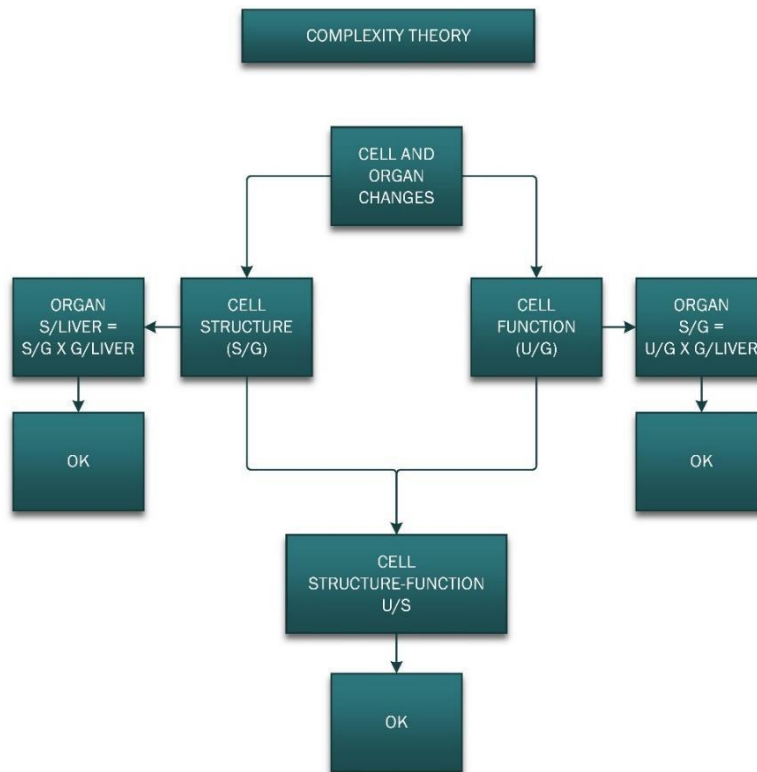 COMPLEXITY THEORY
CELL AND
ORGAN
CHANGES
ORGAN
S/LIVER =
S/G X G/LIVER
CELL
STRUCTURE
(S/G)
CELL
FUNCTION
(U/G)
ORGAN
S/G =
U/G X G/LIVER
OK
OK
CELL
STRUCTURE-FUNCTION
U/S
OK